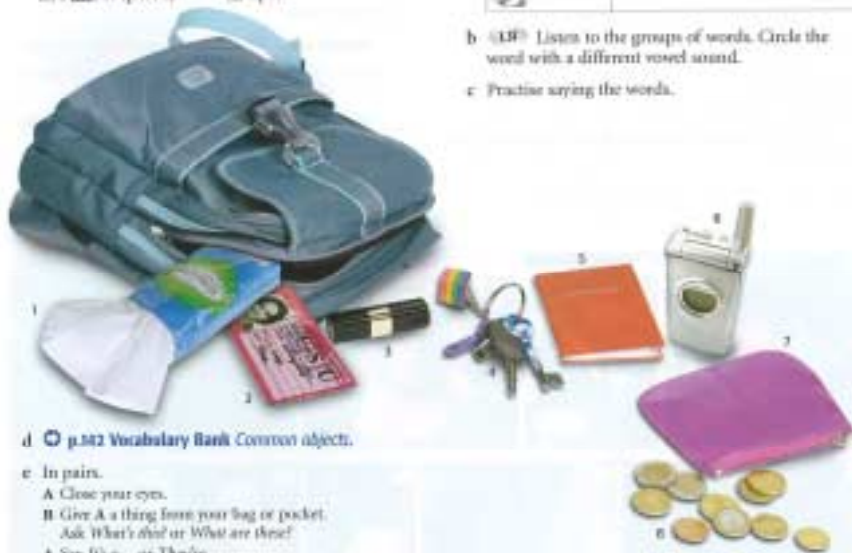 b Listen to the groups of words. Circle the
word with a different vowel sound.
c Practise saying the words.
1
2
3
4
5
6
7
8
d p.142 Vocabulary Bank Common objects.
e In pairs.
A Close your eyes.
B Give A a thing from your bag or pocket.
Ask What's this? or What are these?